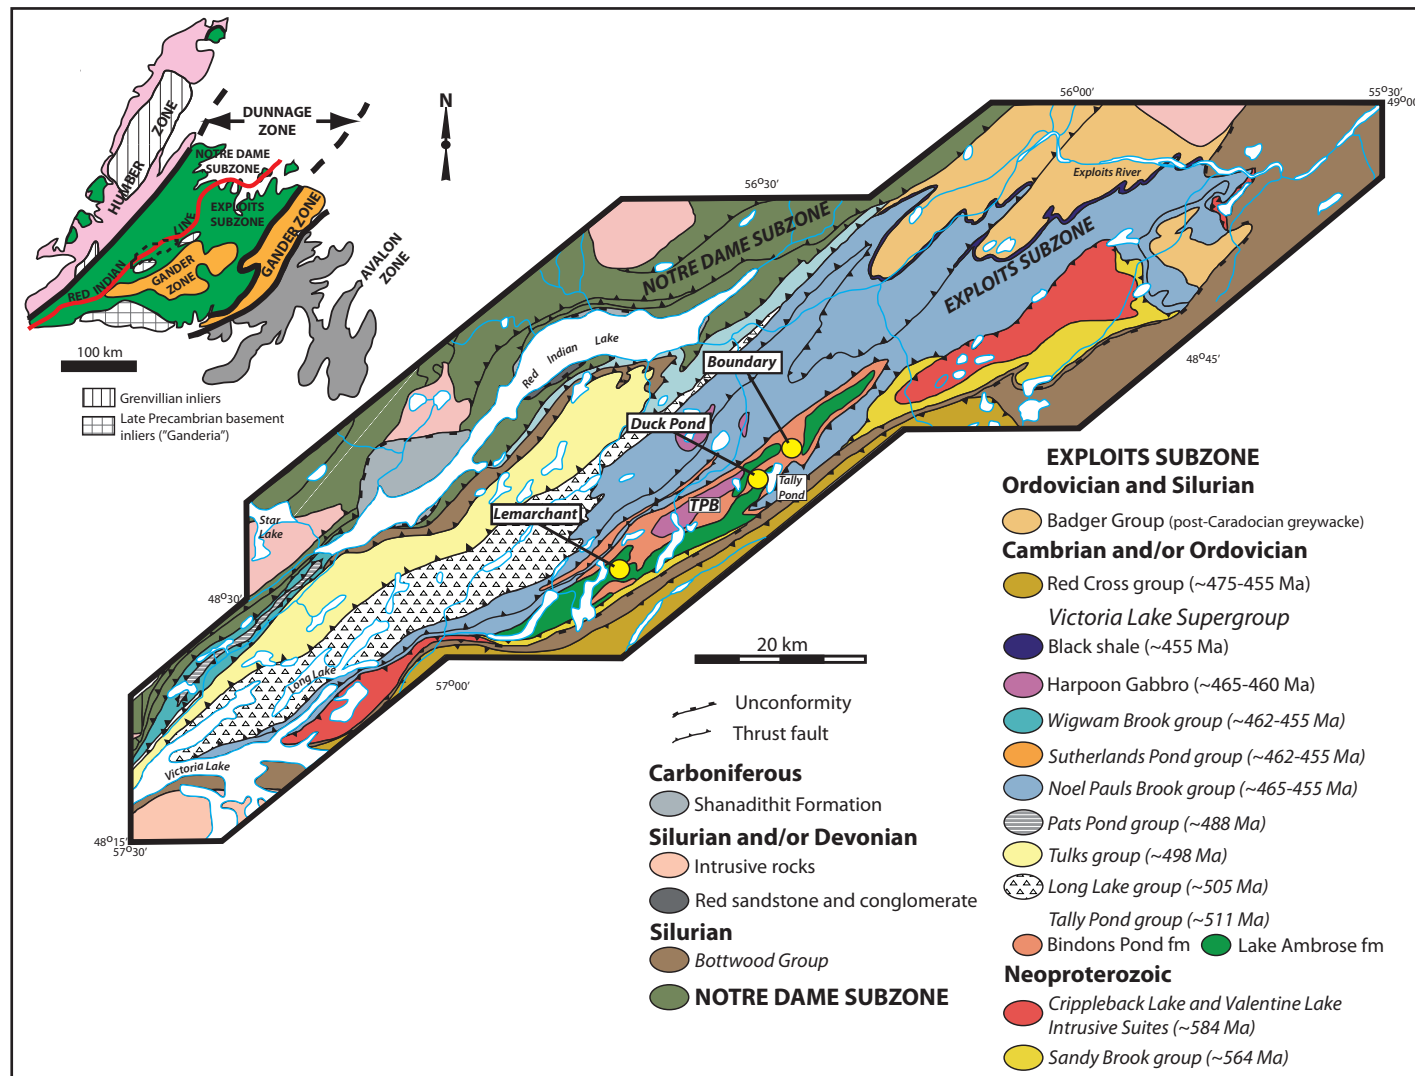 HUMBER
ZONE
DUNNAGE
ZONE
NOTRE DAME
SUBZONE
EXPLOITS
SUBZONE
RED INDIAN
LINE
GANDER
ZONE
GANDER ZONE
AVALON
ZONE
100 km
Grenvillian inliers
Late Precambrian basement
inliers ("Ganderia")
N
56°00'
55°30'
49°00'
56°30'
48°45'
48°30'
57°00'
48°15'
57°30'
NOTRE DAME SUBZONE
EXPLOITS SUBZONE
Exploits River
Red Indian Lake
Boundary
Duck Pond
Lemarchant
TPB
Tally
Pond
Star
Lake
Long Lake
Victoria Lake
20 km
Unconformity
Thrust fault
Carboniferous
Shanadithit Formation
Silurian and/or Devonian
Intrusive rocks
Red sandstone and conglomerate
Silurian
Bottwood Group
NOTRE DAME SUBZONE
EXPLOITS SUBZONE
Ordovician and Silurian
Badger Group (post-Caradocian greywacke)
Cambrian and/or Ordovician
Red Cross group (~475-455 Ma)
Victoria Lake Supergroup
Black shale (~455 Ma)
Harpoon Gabbro (~465-460 Ma)
Wigwam Brook group (~462-455 Ma)
Sutherlands Pond group (~462-455 Ma)
Noel Pauls Brook group (~465-455 Ma)
Pats Pond group (~488 Ma)
Tulks group (~498 Ma)
Long Lake group (~505 Ma)
Tally Pond group (~511 Ma)
Bindons Pond fm Lake Ambrose fm
Neoproterozoic
Crippleback Lake and Valentine Lake
Intrusive Suites (~584 Ma)
Sandy Brook group (~564 Ma)